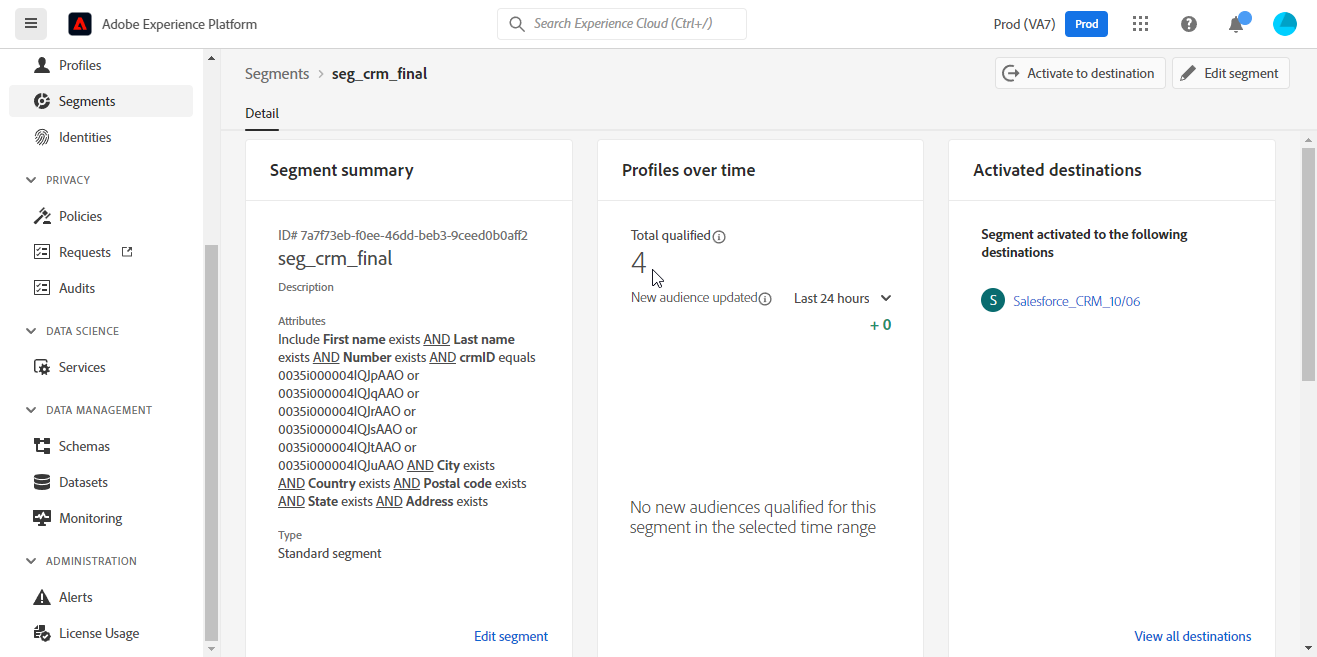 Adobe Experience Platform
Search Experience Cloud (Ctrl+/)
Prod (VA7)
Prod
Profiles
Segments
Identities
PRIVACY
Policies
Requests
Audits
DATA SCIENCE
Services
DATA MANAGEMENT
Schemas
Datasets
Monitoring
ADMINISTRATION
Alerts
License Usage
Segments > seg_crm_final
Activate to destination
Edit segment
Detail
Segment summary
ID# 7a7f73eb-f0ee-46dd-beb3-9ceed0b0aff2
seg_crm_final
Description
Attributes
Include First name exists AND Last name
exists AND Number exists AND crmID equals
0035i000004lQJpAAO or
0035i000004lQJqAAO or
0035i000004lQJrAAO or
0035i000004lQJsAAO or
0035i000004lQJtAAO or
0035i000004lQJuAAO AND City exists
AND Country exists AND Postal code exists
AND State exists AND Address exists
Type
Standard segment
Edit segment
Profiles over time
Total qualified
4
New audience updated
Last 24 hours
+ 0
No new audiences qualified for this
segment in the selected time range
Activated destinations
Segment activated to the following
destinations
S
Salesforce_CRM_10/06
View all destinations